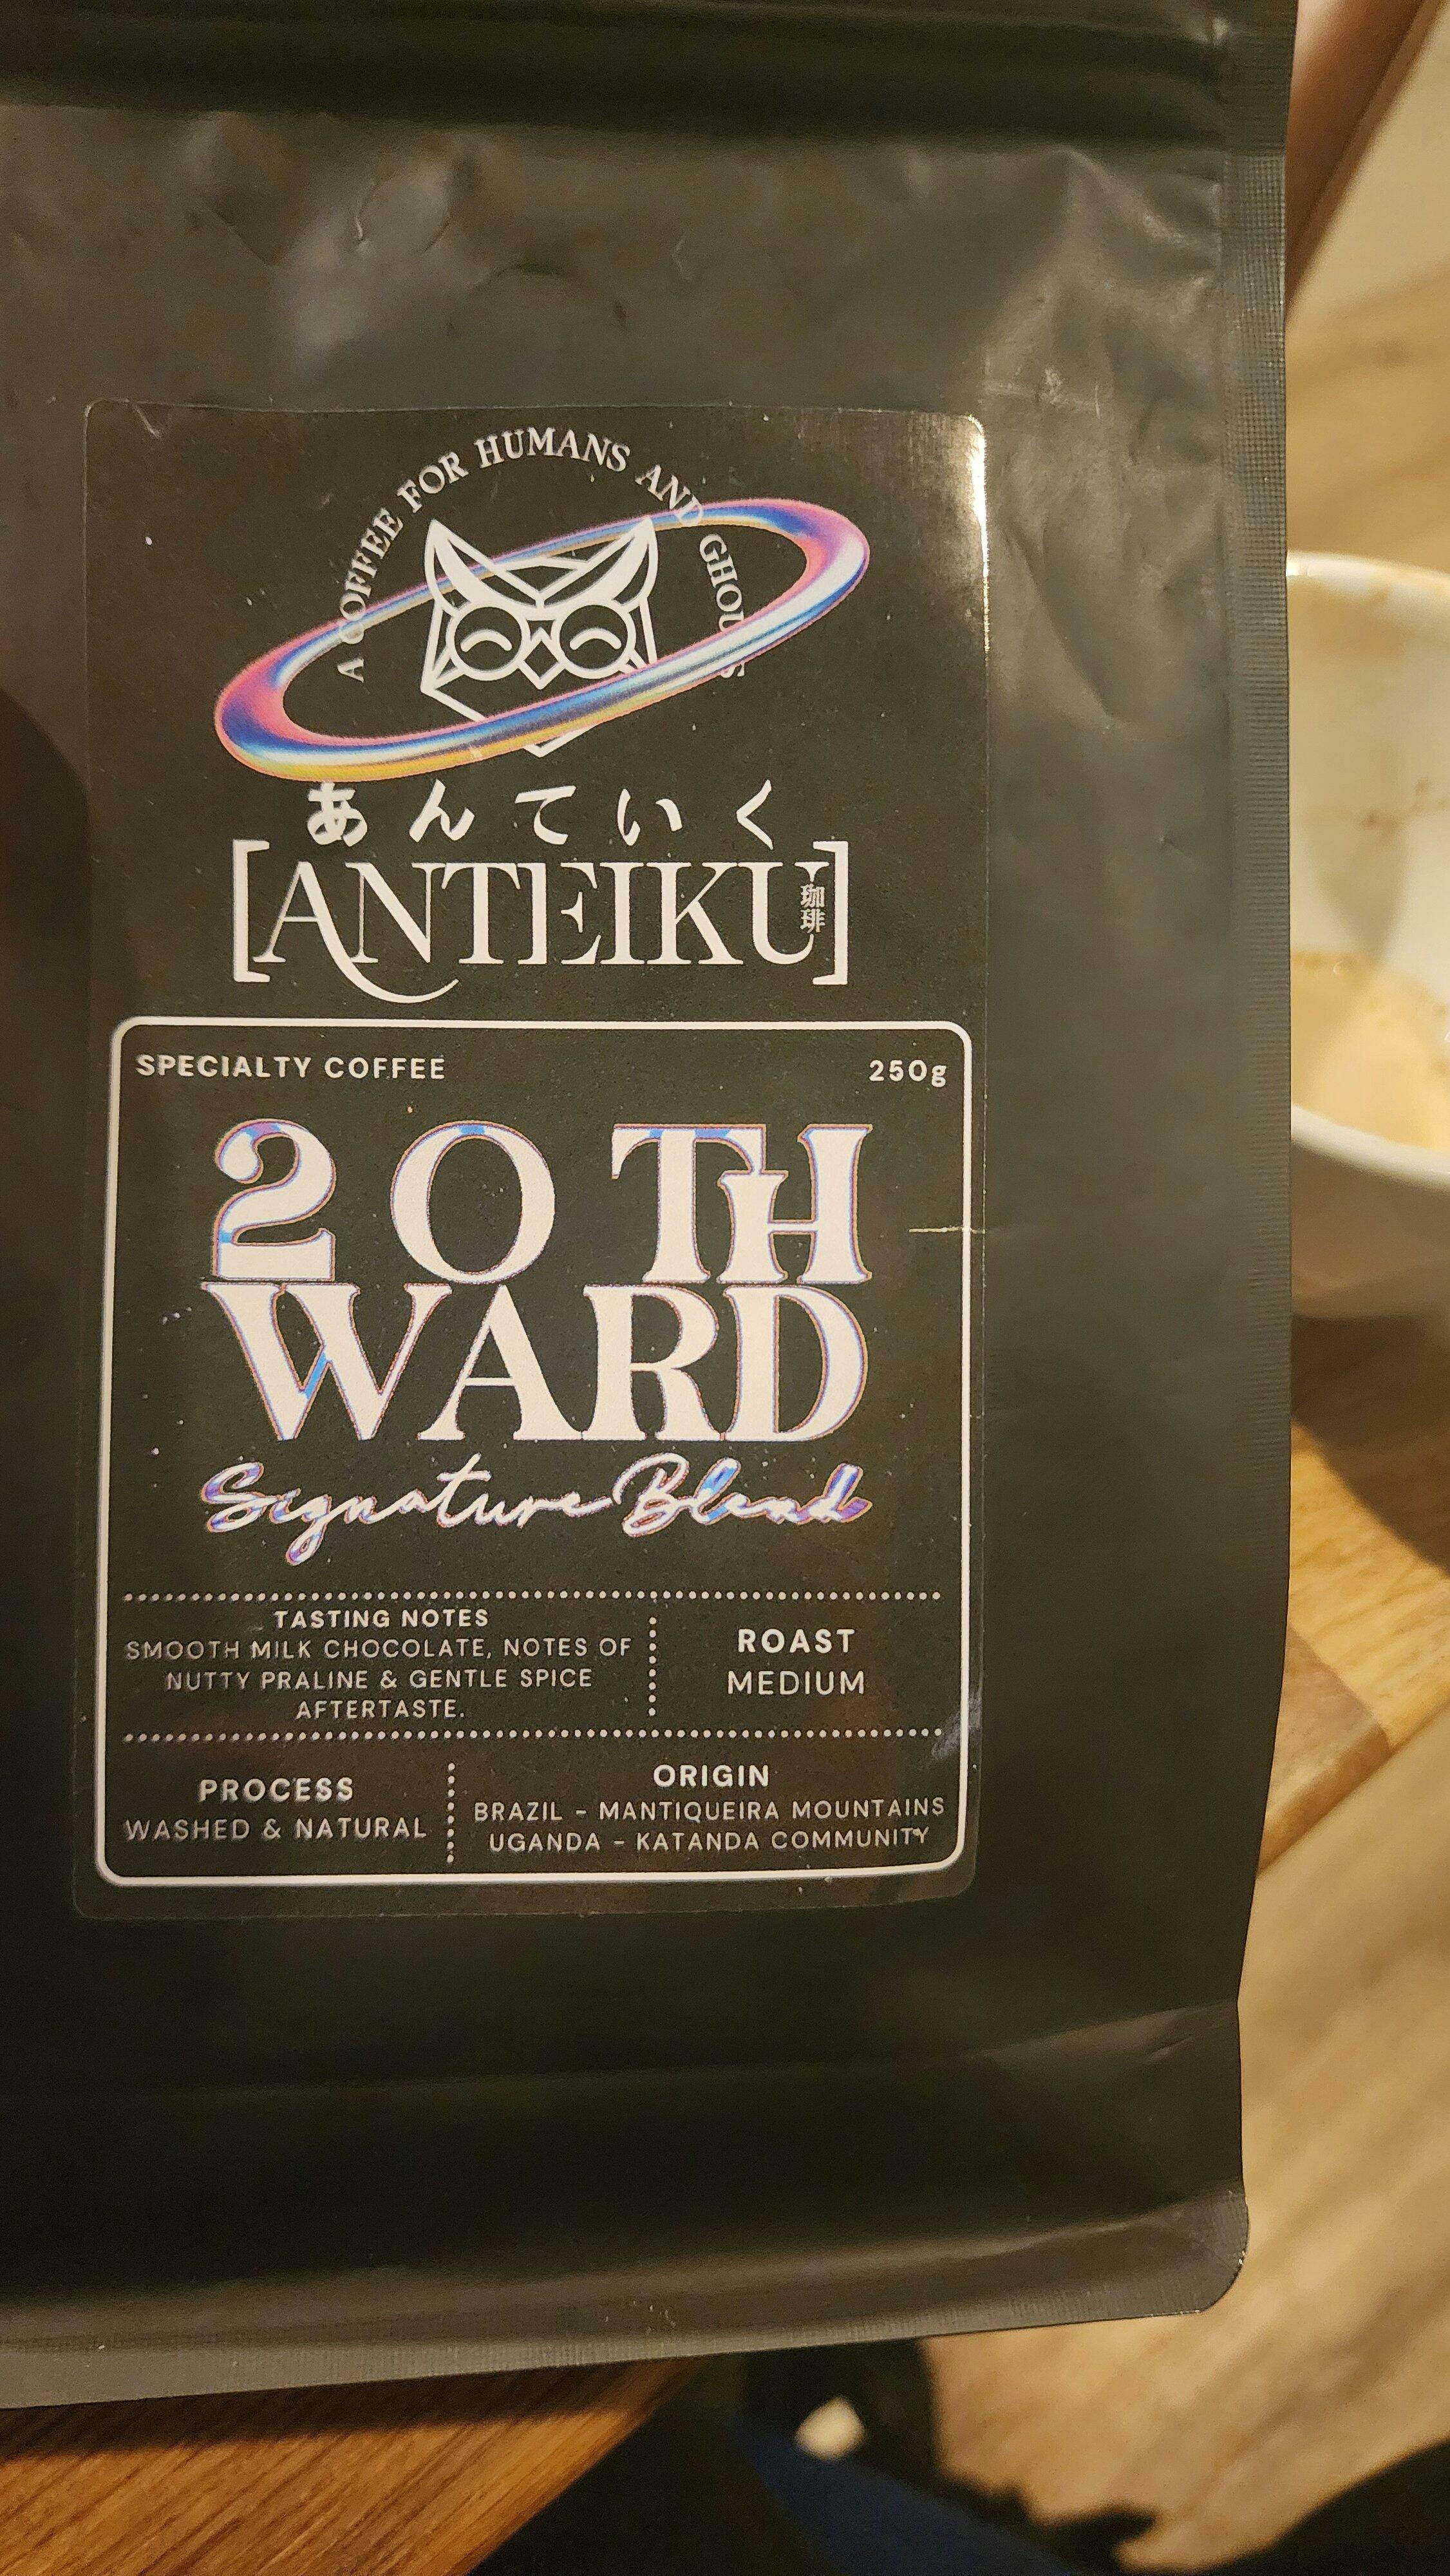 A COFFEE FOR HUMANS AND GHOULS
あんていく
[ANTEIKU]
珈琲
SPECIALTY COFFEE
250g
20TH
WARD
Signature Blend
TASTING NOTES
SMOOTH MILK CHOCOLATE, NOTES OF
NUTTY PRALINE & GENTLE SPICE
AFTERTASTE.
ROAST
MEDIUM
PROCESS
WASHED & NATURAL
ORIGIN
BRAZIL - MANTIQUEIRA MOUNTAINS
UGANDA - KATANDA COMMUNITY